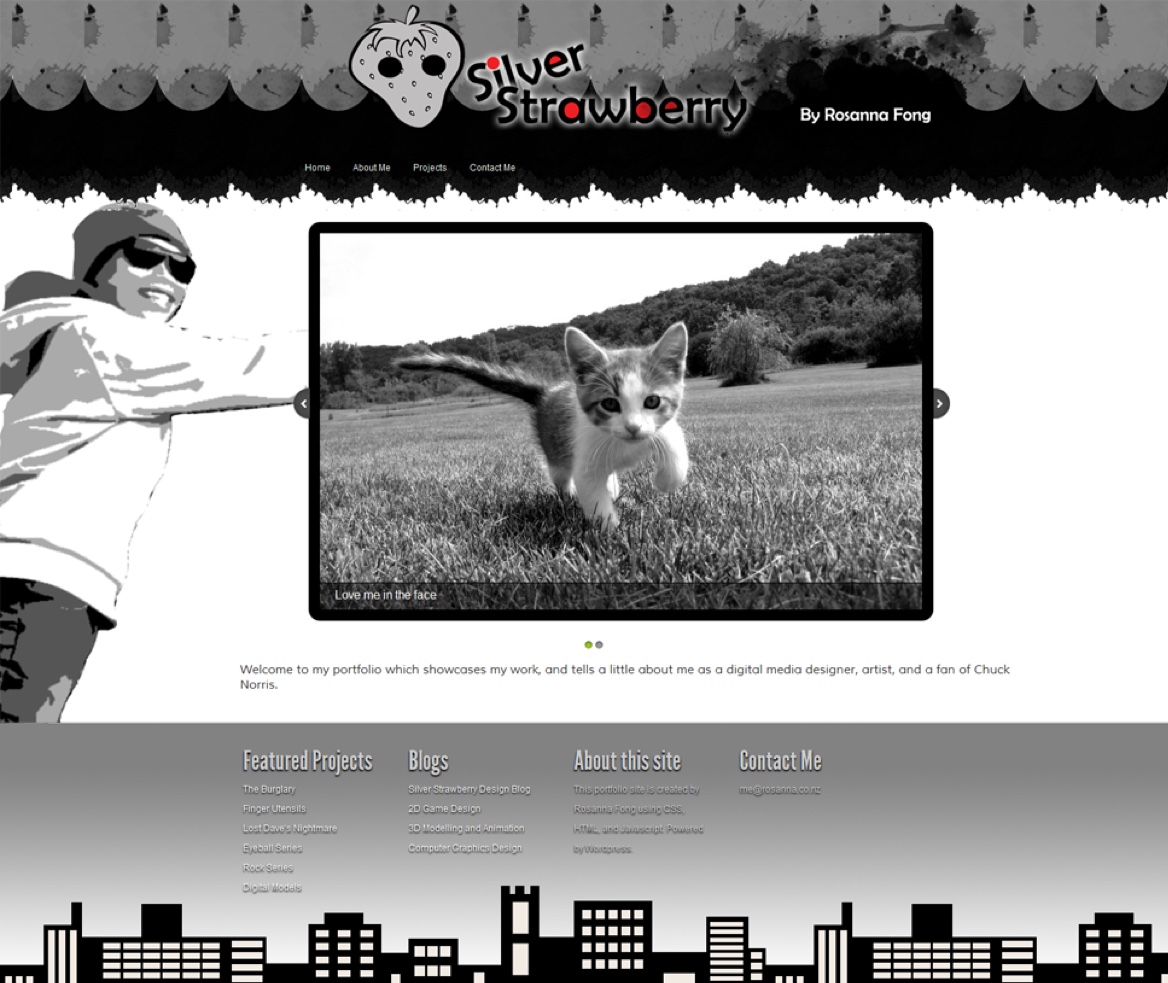 Silver
Strawberry
By Rosanna Fong
Home About Me Projects Contact Me
Love me in the face
Welcome to my portfolio which showcases my work, and tells a little about me as a digital media designer, artist, and a fan of Chuck
Norris.
Featured Projects
The Burglary
Finger Utensils
Lost Dave's Nightmare
Eyeball Series
Rock Series
Digital Models
Blogs
Silver Strawberry Design Blog
2D Game Design
3D Modelling and Animation
Computer Graphics Design
About this site
This portfolio site is created by
Rosanna Fong using CSS,
HTML, and Javascript. Powered
by Wordpress.
Contact Me
me@rosanna.co.nz